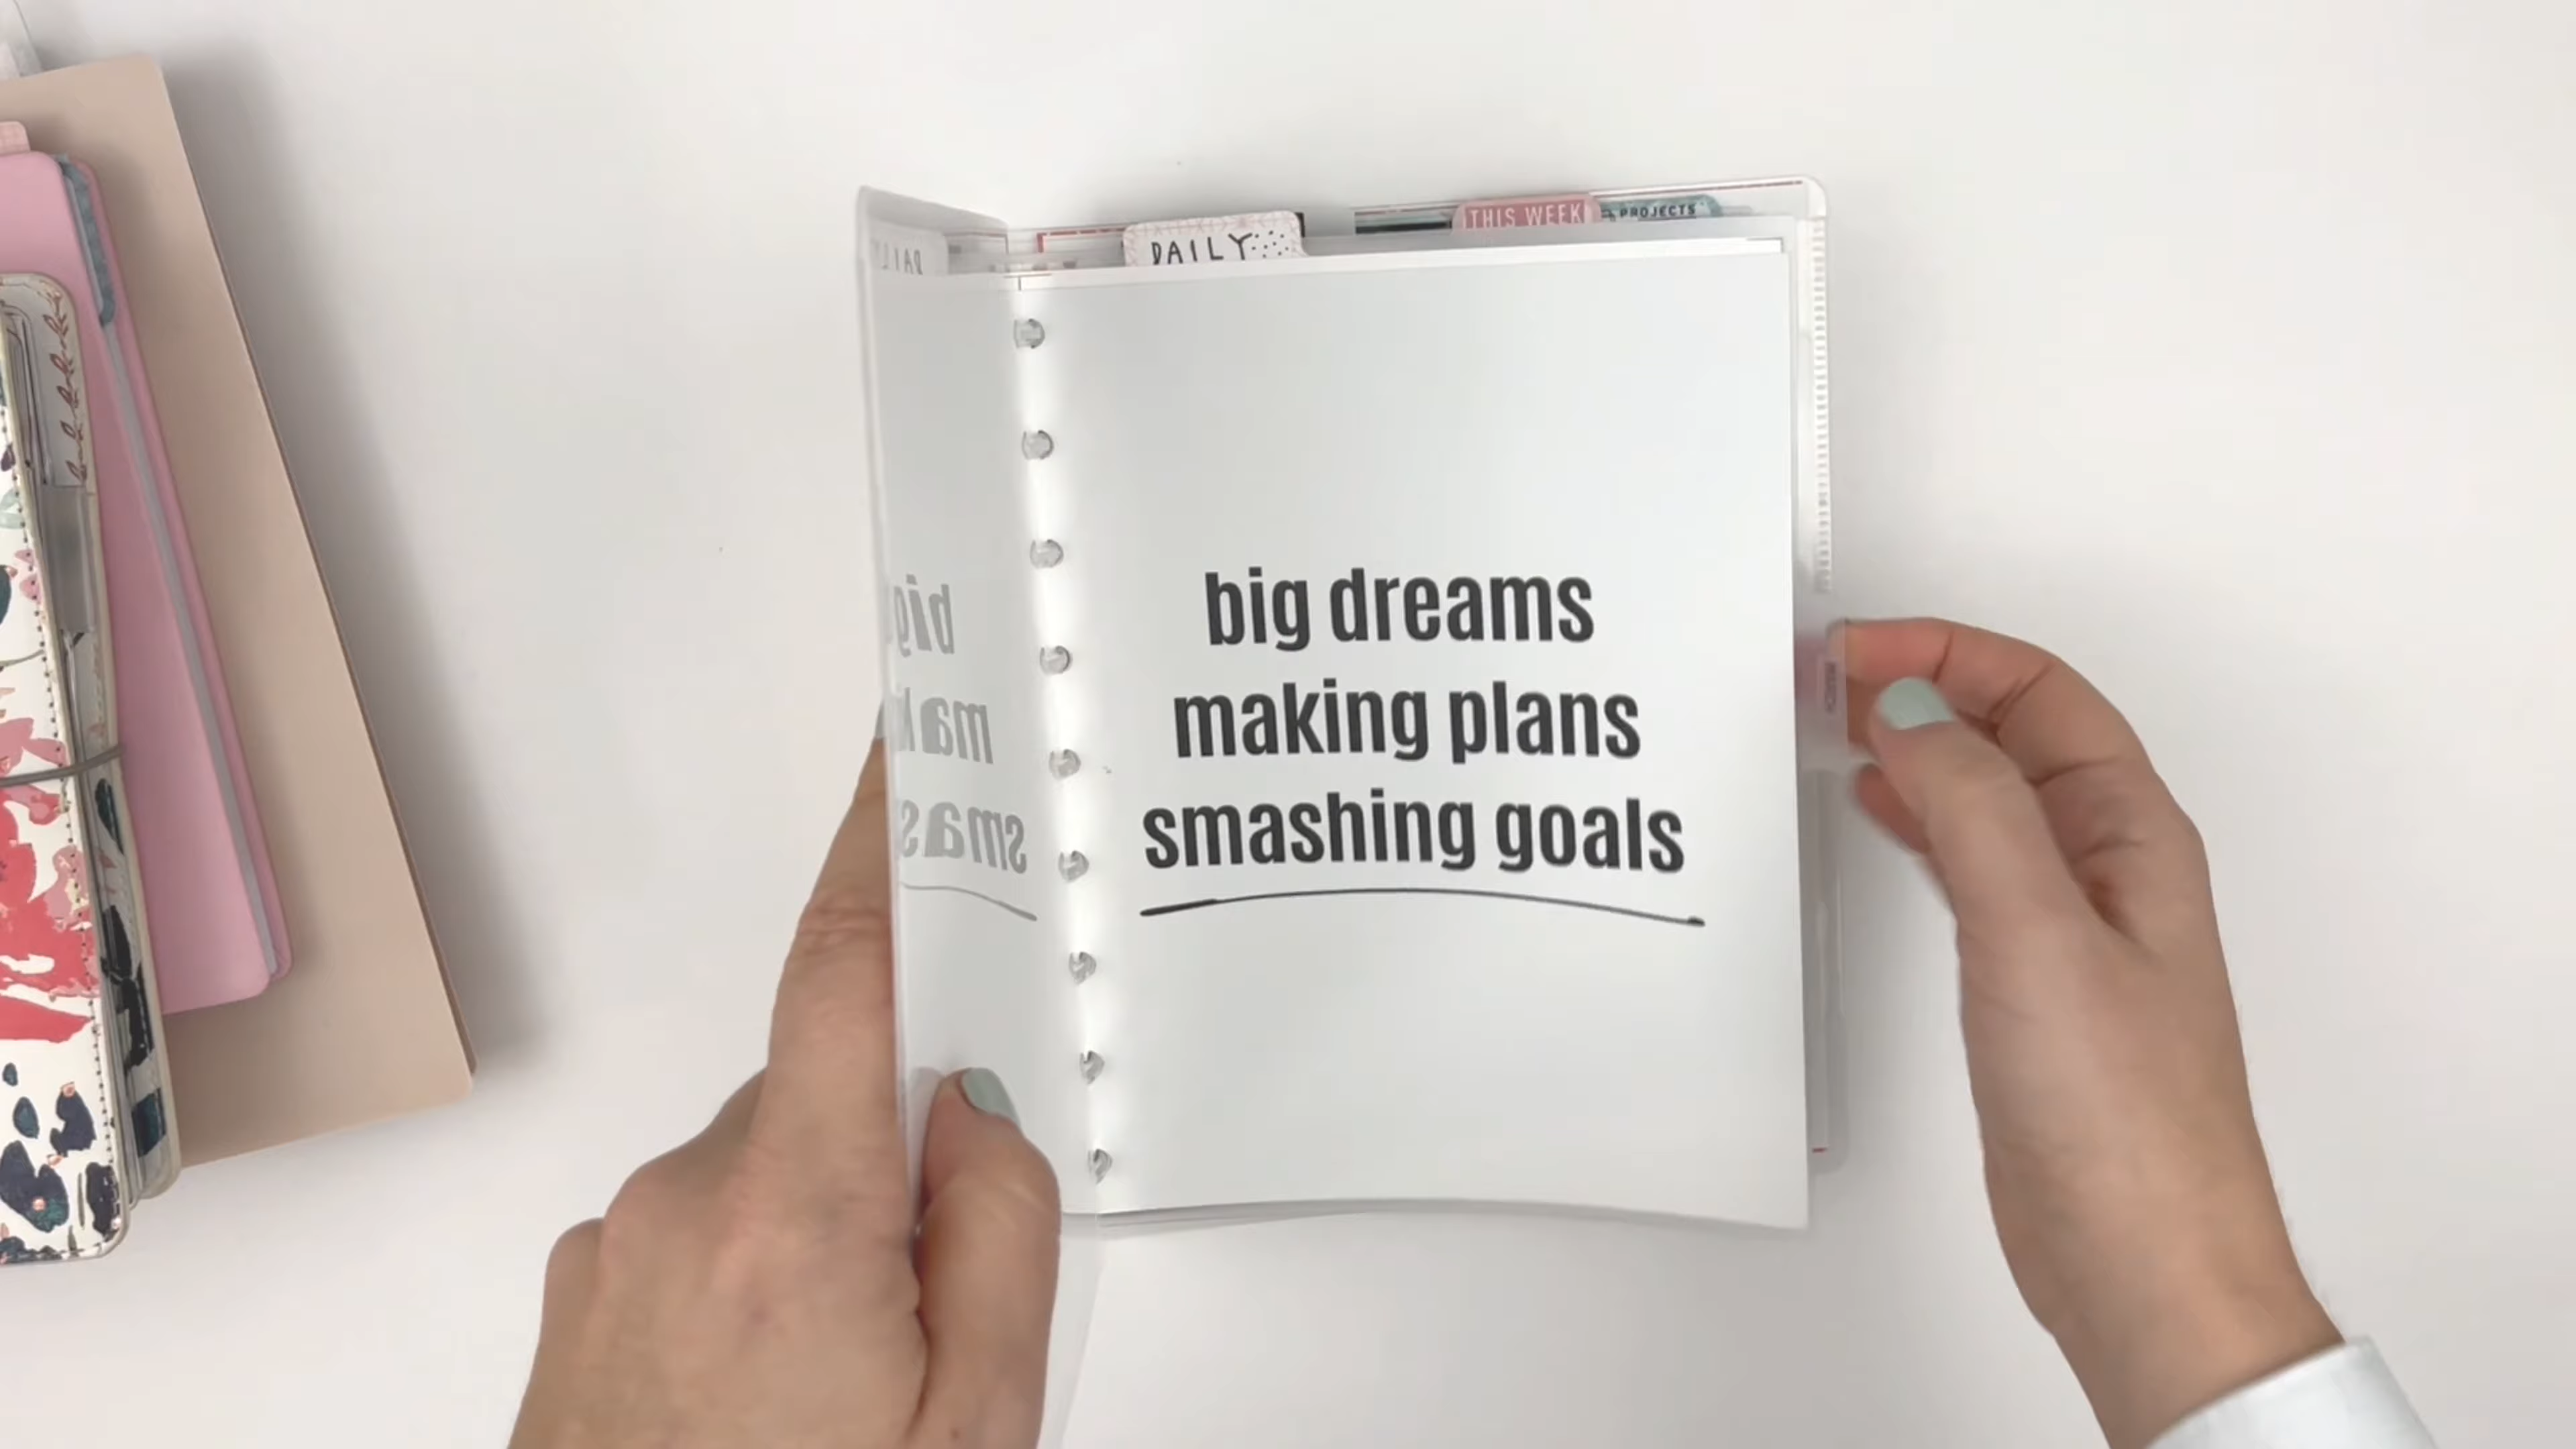 DAILY
THIS WEEK
PROJECTS
big dreams
making plans
smashing goals